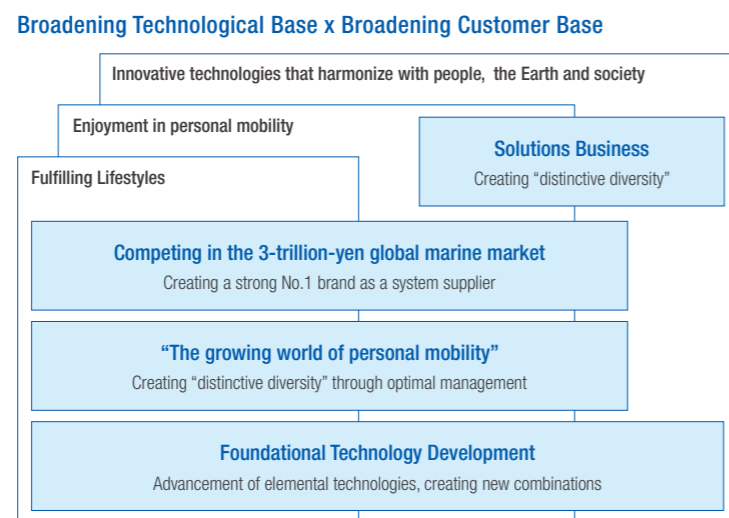 Broadening Technological Base x Broadening Customer Base
Innovative technologies that harmonize with people, the Earth and society
Enjoyment in personal mobility
Solutions Business
Creating “distinctive diversity”
Fulfilling Lifestyles
Competing in the 3-trillion-yen global marine market
Creating a strong No.1 brand as a system supplier
“The growing world of personal mobility”
Creating “distinctive diversity” through optimal management
Foundational Technology Development
Advancement of elemental technologies, creating new combinations